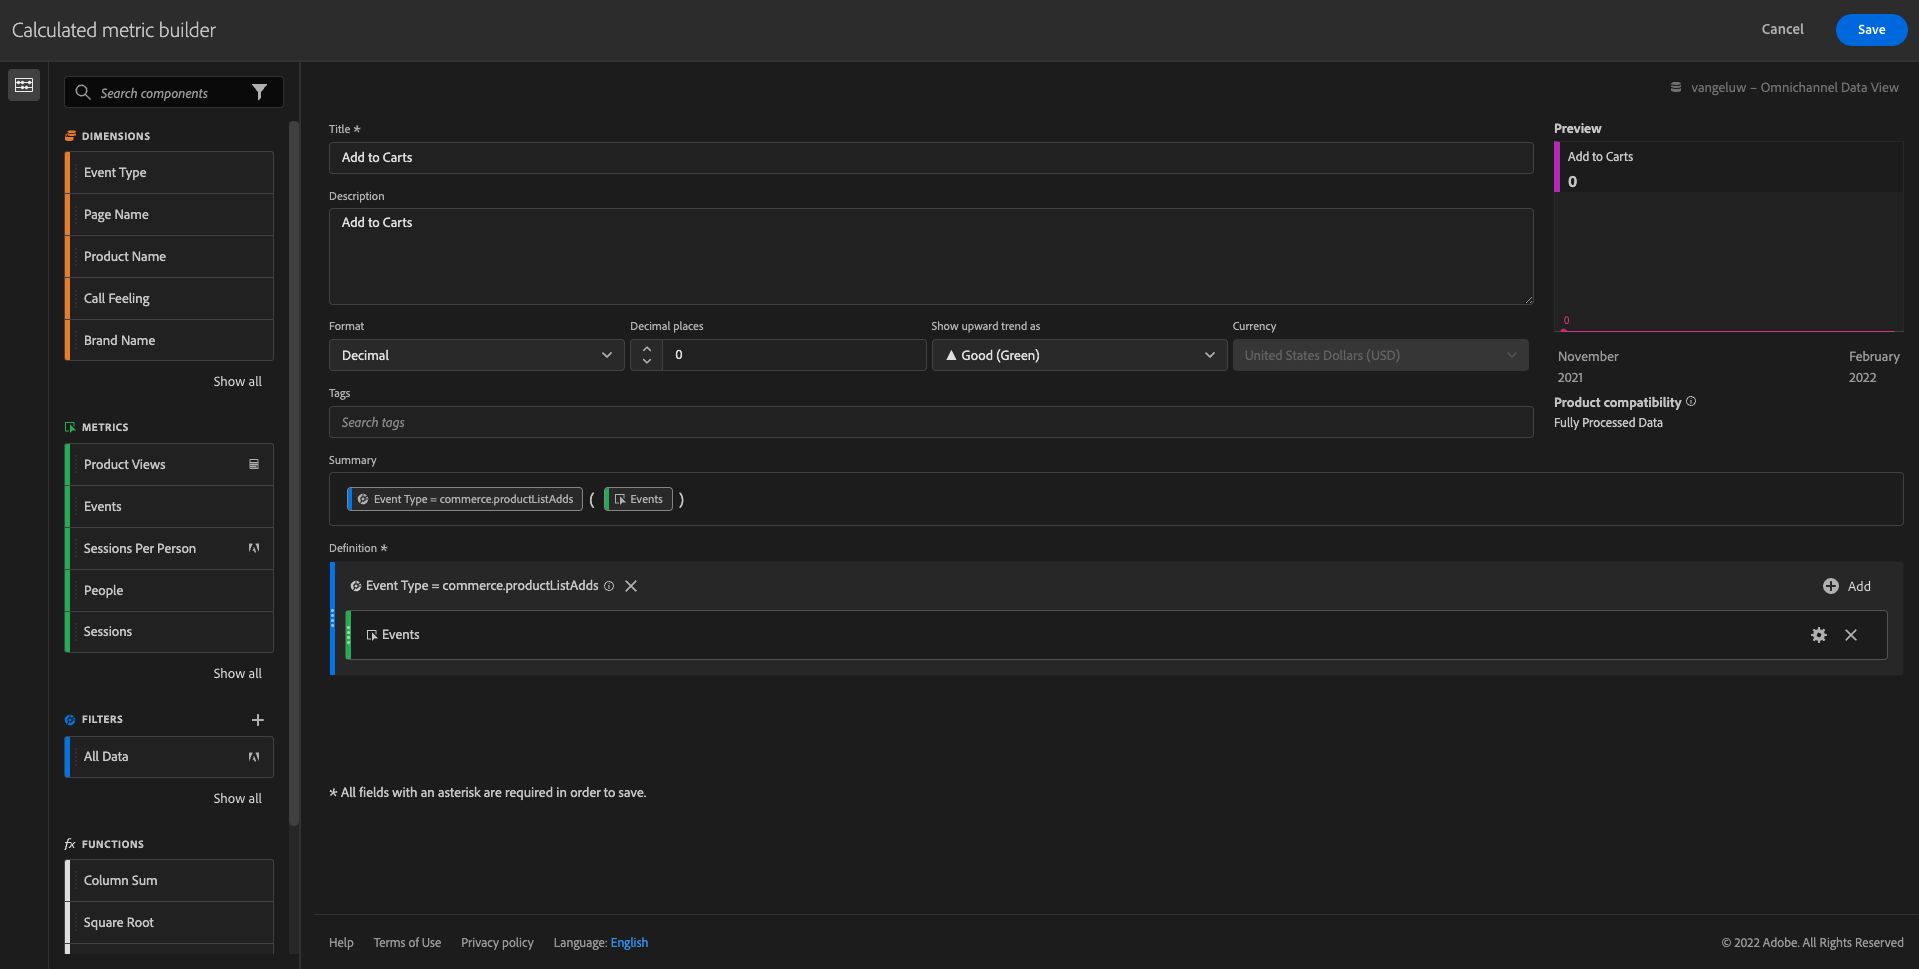 Calculated metric builder
Cancel
Save
Search components
vangeluw – Omnichannel Data View
DIMENSIONS
Event Type
Page Name
Product Name
Call Feeling
Brand Name
Show all
METRICS
Product Views
Events
Sessions Per Person
People
Sessions
Show all
FILTERS
All Data
Show all
fx FUNCTIONS
Column Sum
Square Root
Title *
Add to Carts
Description
Add to Carts
Format
Decimal places
Show upward trend as
Currency
Decimal
0
Good (Green)
United States Dollars (USD)
Tags
Search tags
Summary
Event Type = commerce.productListAdds ( Events )
Definition *
Event Type = commerce.productListAdds
Add
Events
* All fields with an asterisk are required in order to save.
Preview
Add to Carts
0
0
November
2021
February
2022
Product compatibility
Fully Processed Data
Help
Terms of Use
Privacy policy
Language: English
© 2022 Adobe. All Rights Reserved